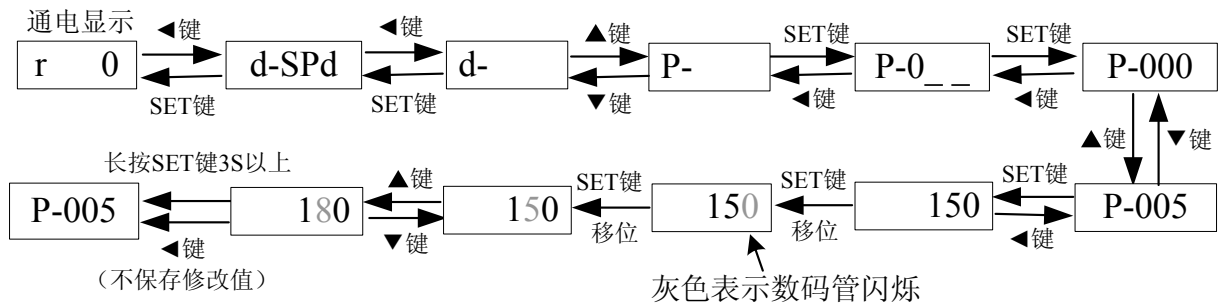 通电显示
◀键 ◀键 ▲键 SET键 SET键
r 0 d-SPd d- P- P-0_ _ P-000
SET键 SET键 ▼键 ◀键 ◀键
▲键 ▼键
长按SET键3S以上 ▲键 SET键 SET键 SET键
P-005 180 150 150 150 P-005
◀键 ▼键 移位 移位 ◀键
（不保存修改值）
灰色表示数码管闪烁